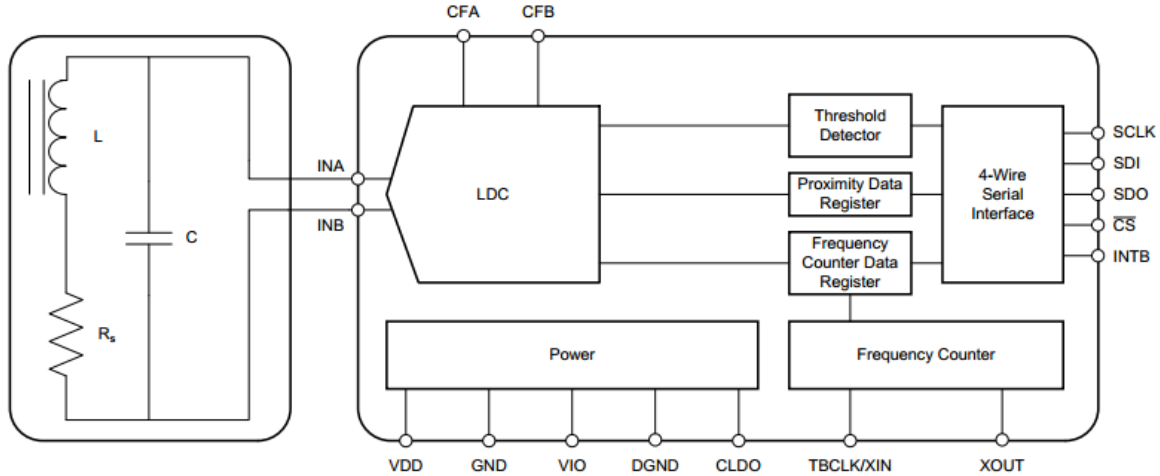 CFA
CFB
L
C
Rs
INA
INB
LDC
Threshold
Detector
Proximity Data
Register
Frequency
Counter Data
Register
4-Wire
Serial
Interface
SCLK
SDI
SDO
C̅S̅
INTB
Power
Frequency Counter
VDD
GND
VIO
DGND
CLDO
TBCLK/XIN
XOUT